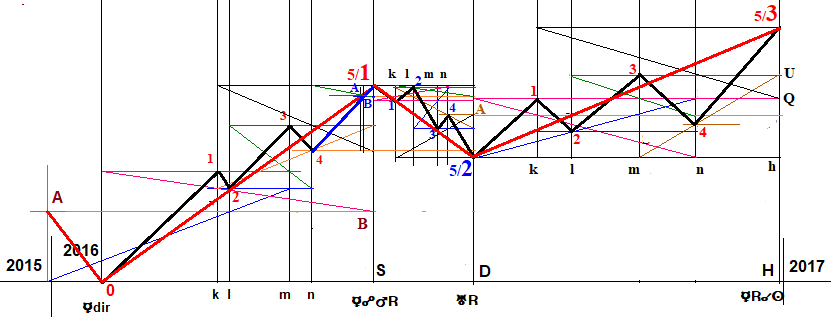 5/3
5/1
k l m n
2
A
B
1
3
4
A
5/2
1
3
2
4
U
Q
k l m n h
1
3
4
2
A
B
0
2015
2016
S
D
H
2017
k l m n
☿dir
☿☍♂R
♅R
☿R☌☉